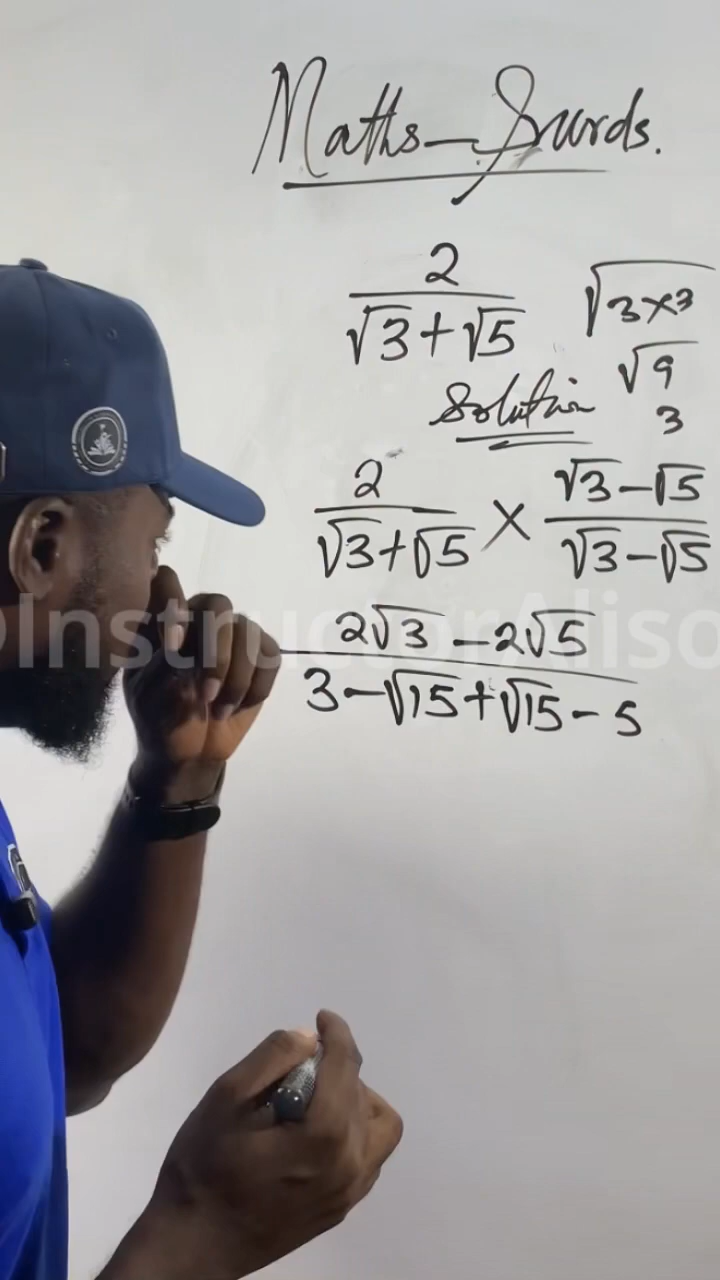 Maths - Surds.
2
√3+√5
√3×3
√9
3
Solution
2/(√3+√5) × (√3-√5)/(√3-√5)
@InstructorAliso
2√3 - 2√5
3-√15+√15-5